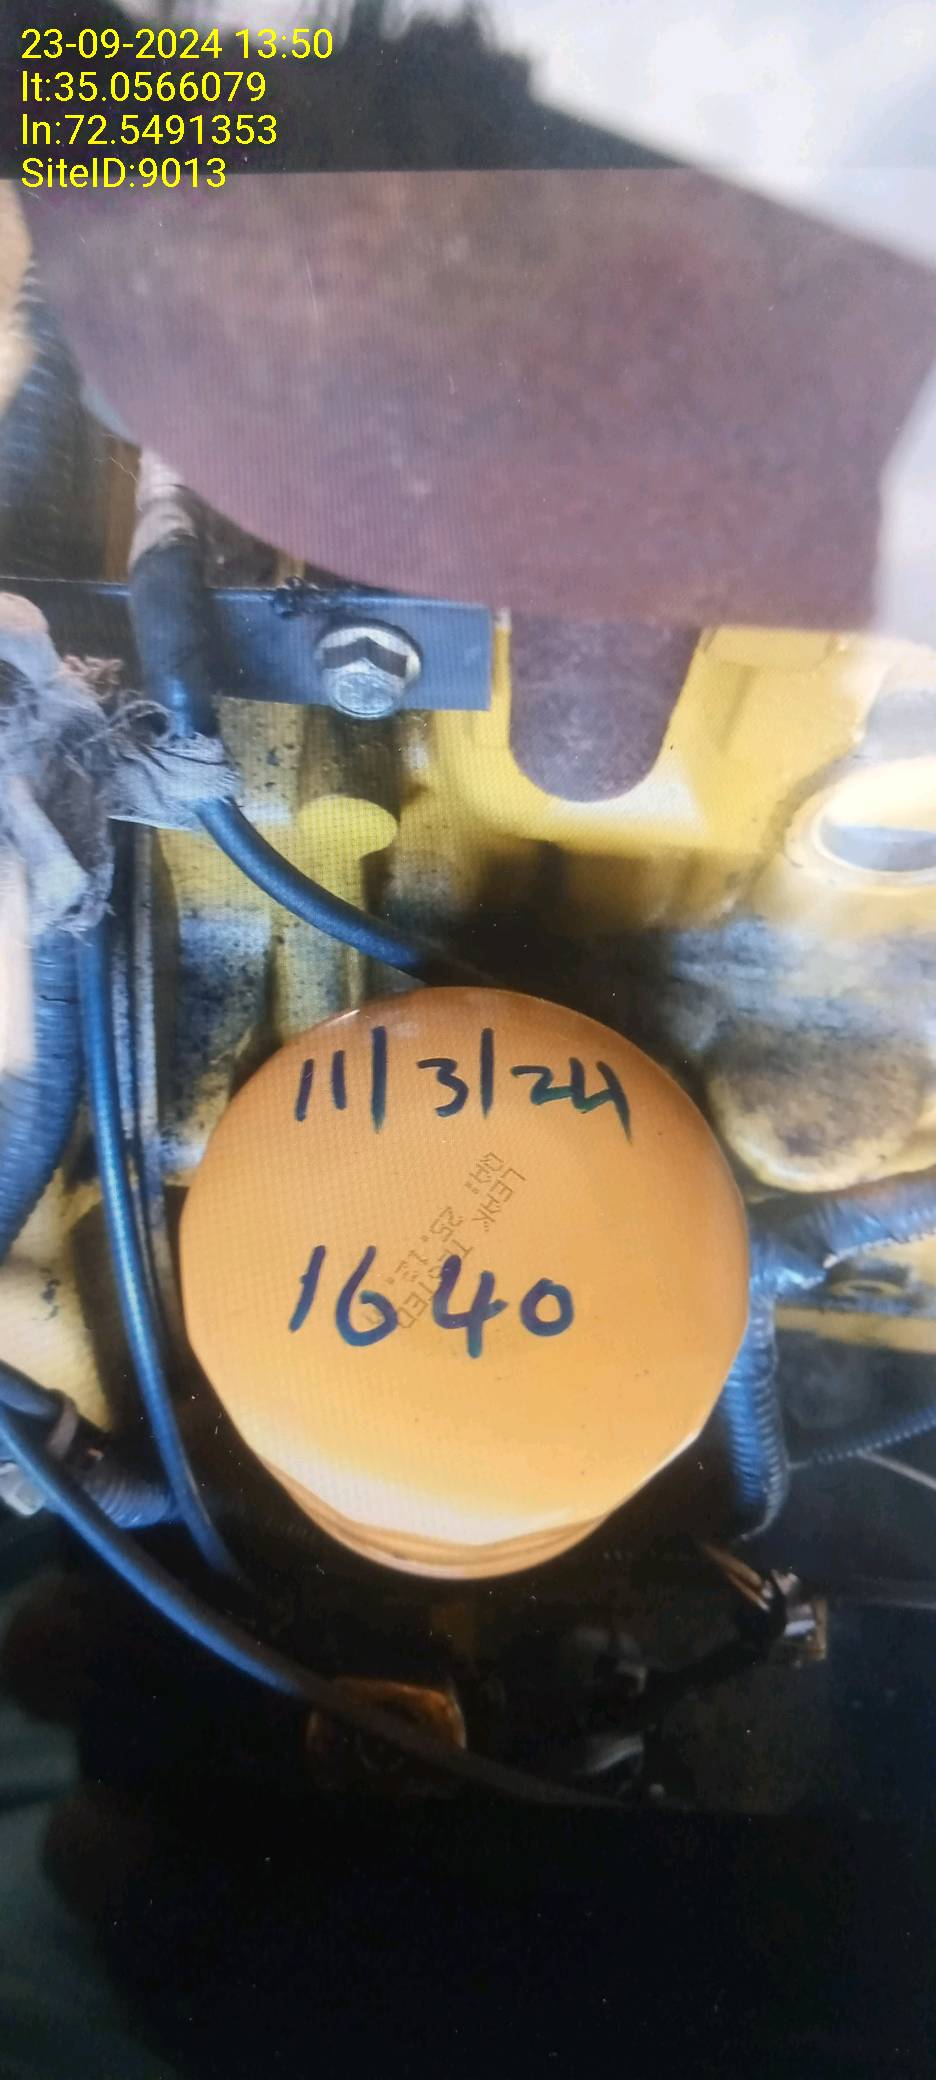 23-09-2024 13:50
lt:35.0566079
ln:72.5491353
SiteID:9013
11/3/24
LEAK TESTED
1640